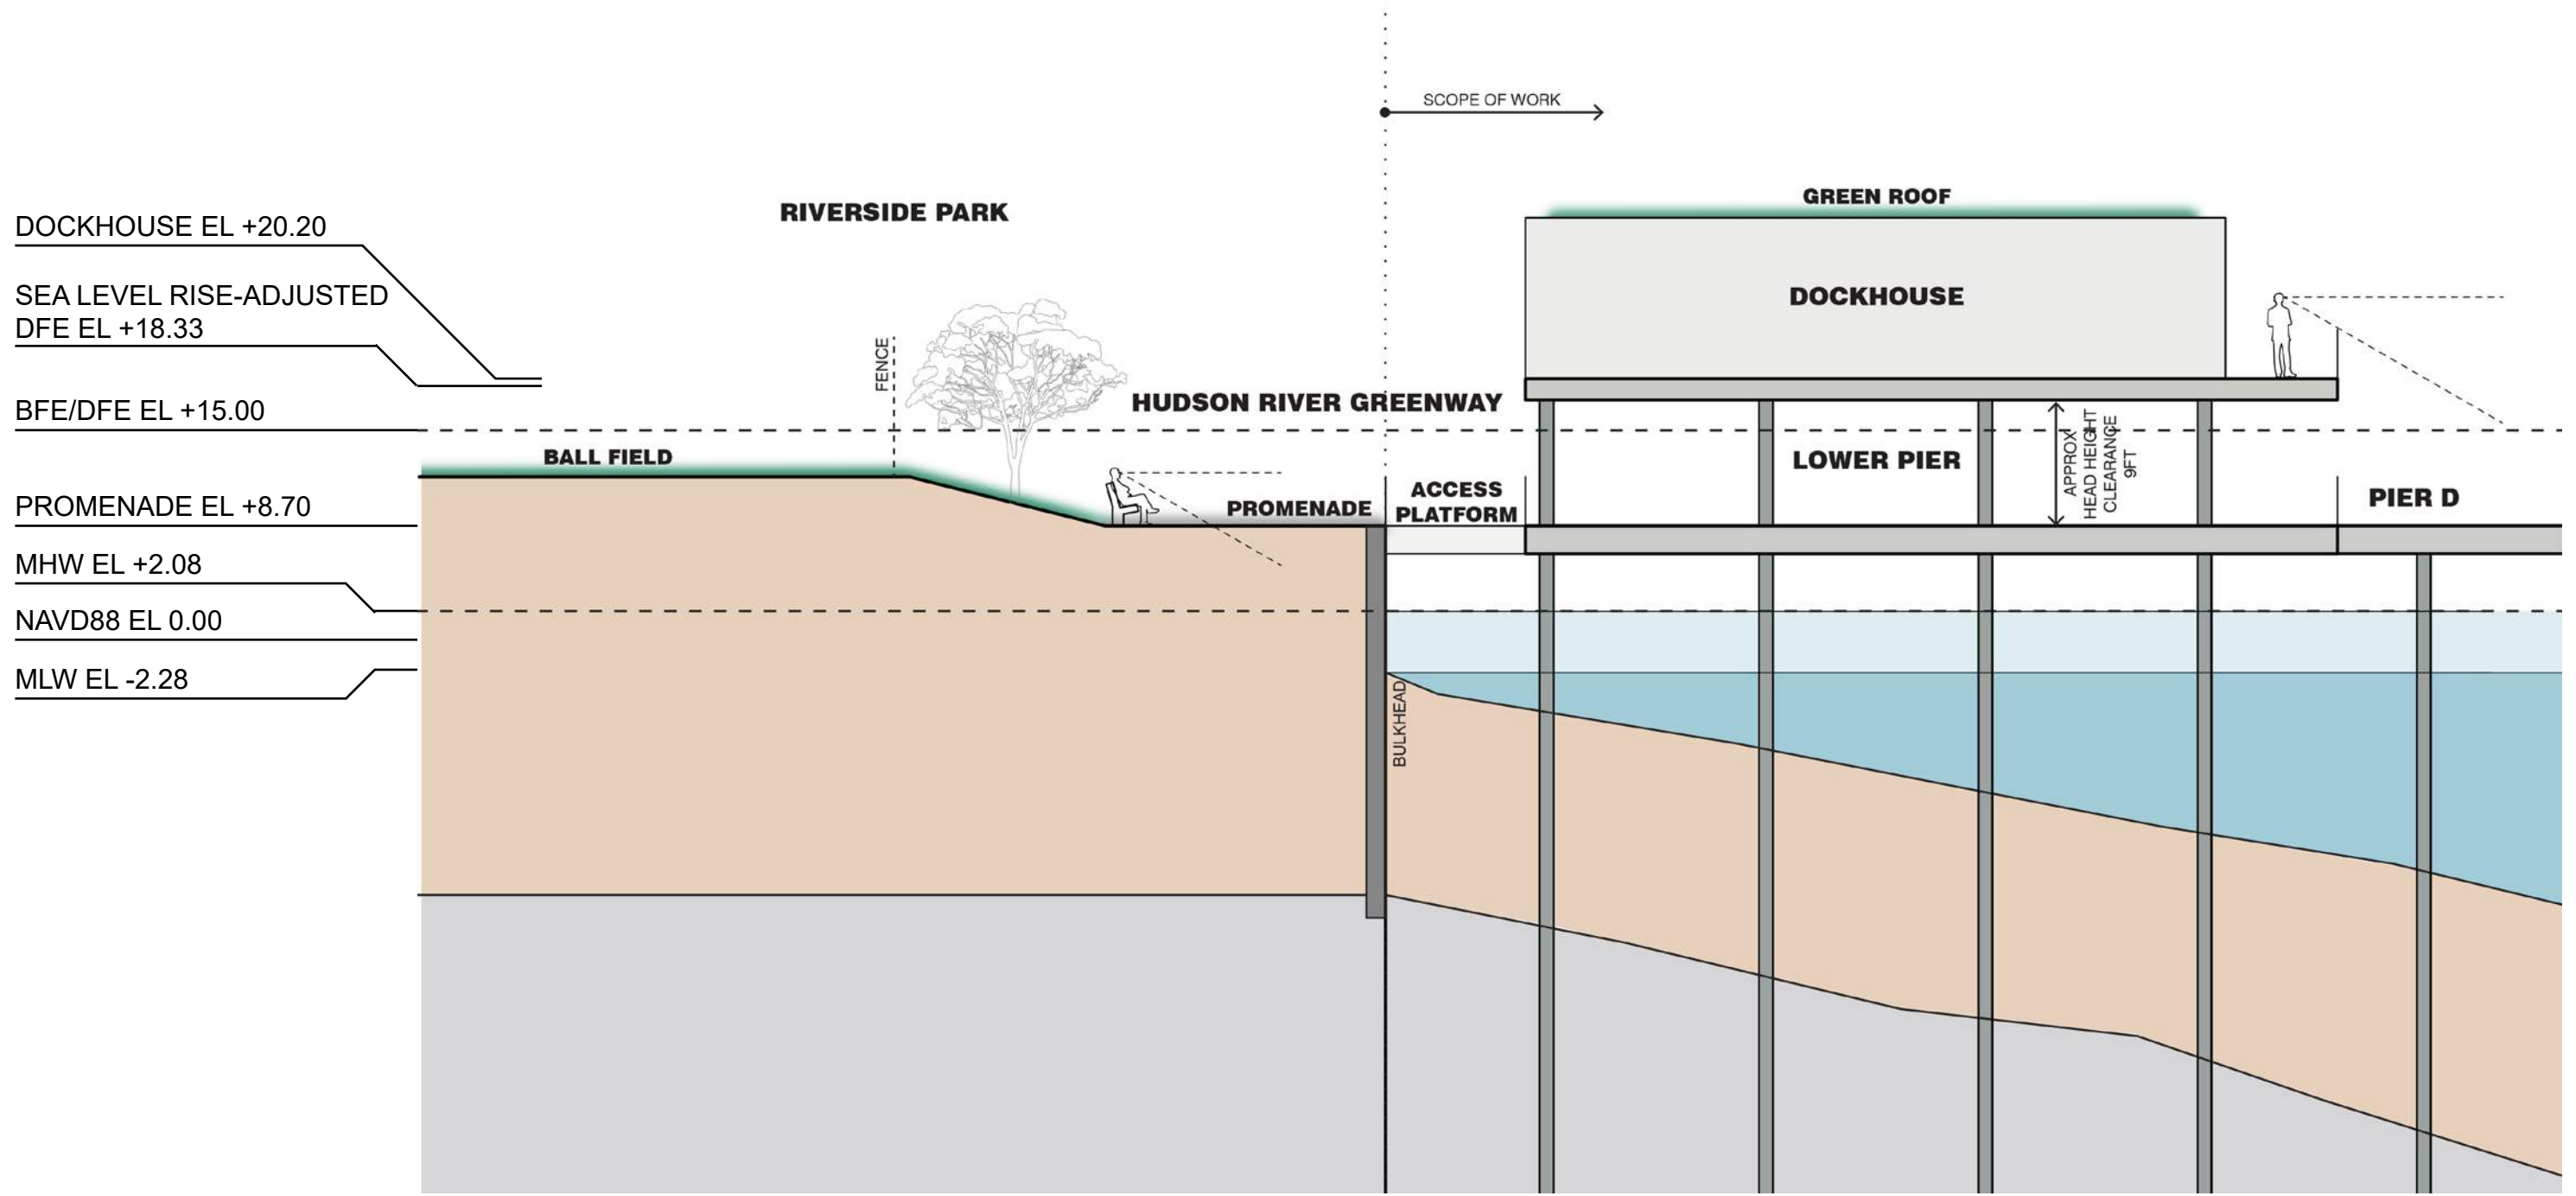 SCOPE OF WORK
GREEN ROOF
RIVERSIDE PARK
DOCKHOUSE EL +20.20
SEA LEVEL RISE-ADJUSTED
DFE EL +18.33
DOCKHOUSE
FENCE
HUDSON RIVER GREENWAY
BFE/DFE EL +15.00
BALL FIELD
LOWER PIER
APPROX
HEAD HEIGHT
CLEARANCE
9FT
ACCESS
PLATFORM
PIER D
PROMENADE EL +8.70
PROMENADE
MHW EL +2.08
NAVD88 EL 0.00
MLW EL -2.28
BULKHEAD